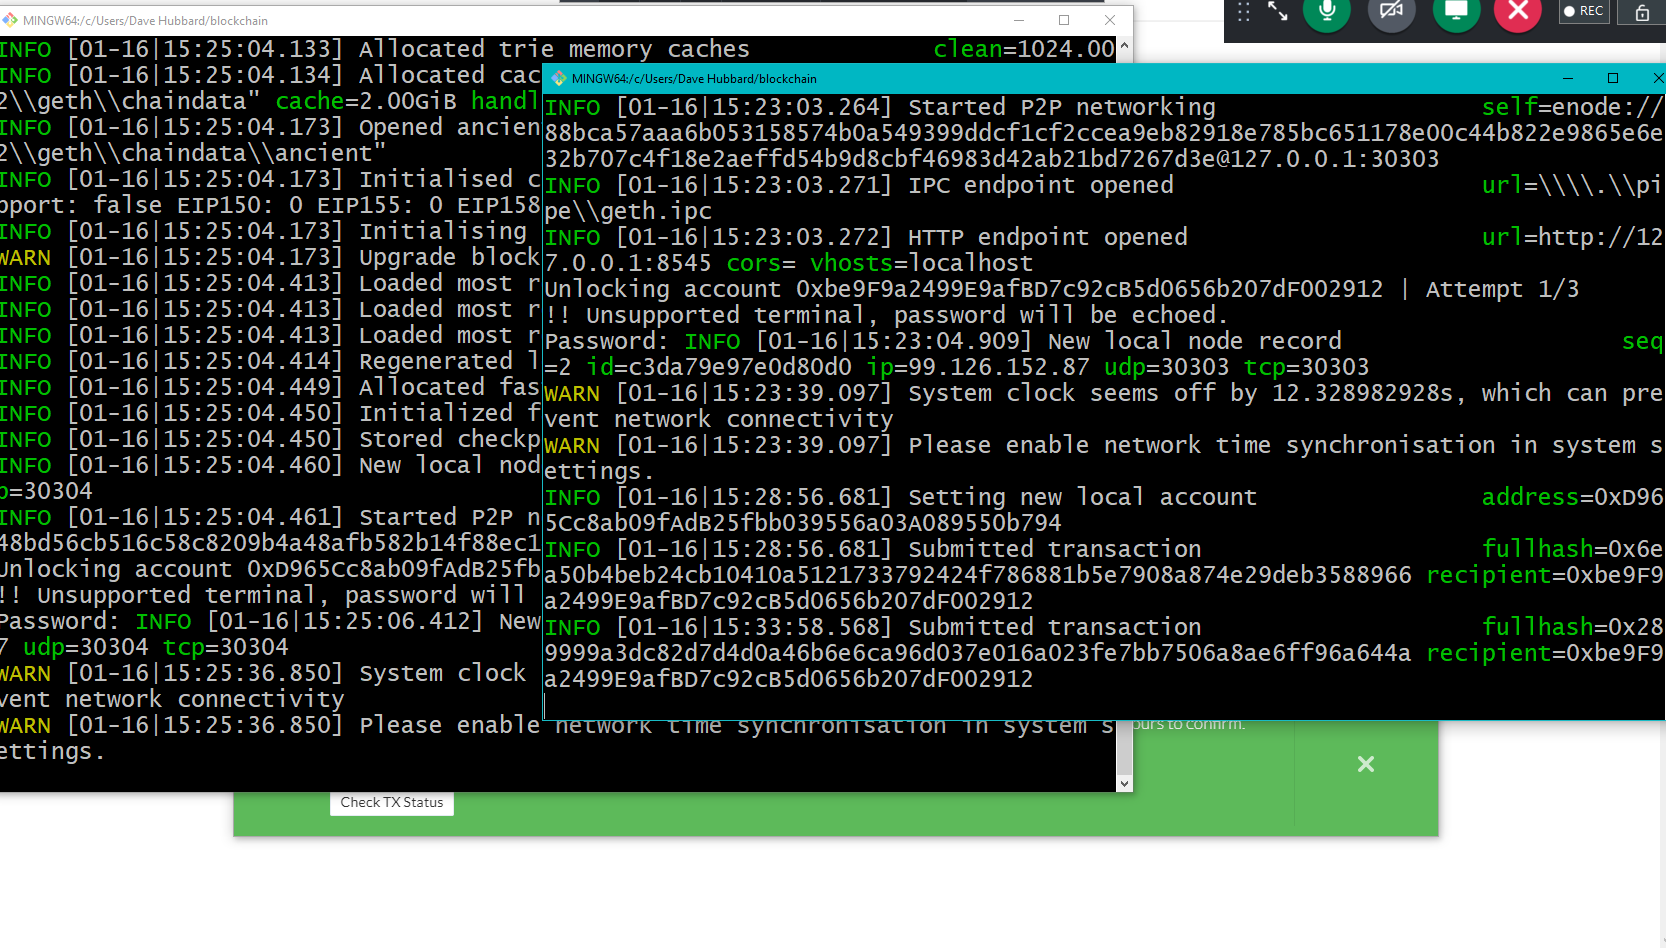 MINGW64:/c/Users/Dave Hubbard/blockchain
INFO [01-16|15:25:04.133] Allocated trie memory caches clean=1024.00
INFO [01-16|15:25:04.134] Allocated cac
2\\geth\\chaindata" cache=2.00GiB handl
INFO [01-16|15:25:04.173] Opened ancien
2\\geth\\chaindata\\ancient"
INFO [01-16|15:25:04.173] Initialised c
pport: false EIP150: 0 EIP155: 0 EIP158
INFO [01-16|15:25:04.173] Initialising
WARN [01-16|15:25:04.173] Upgrade block
INFO [01-16|15:25:04.413] Loaded most r
INFO [01-16|15:25:04.413] Loaded most r
INFO [01-16|15:25:04.413] Loaded most r
INFO [01-16|15:25:04.414] Regenerated l
INFO [01-16|15:25:04.449] Allocated fas
INFO [01-16|15:25:04.450] Initialized f
INFO [01-16|15:25:04.450] Stored checkp
INFO [01-16|15:25:04.460] New local nod
p=30304
INFO [01-16|15:25:04.461] Started P2P n
48bd56cb516c58c8209b4a48afb582b14f88ec1
Unlocking account 0xD965Cc8ab09fAdB25fb
!! Unsupported terminal, password will
Password: INFO [01-16|15:25:06.412] New
7 udp=30304 tcp=30304
WARN [01-16|15:25:36.850] System clock
vent network connectivity
WARN [01-16|15:25:36.850] Please enable network time synchronisation in system s
ettings.
MINGW64:/c/Users/Dave Hubbard/blockchain
INFO [01-16|15:23:03.264] Started P2P networking self=enode://
88bca57aaa6b053158574b0a549399ddcf1cf2ccea9eb82918e785bc651178e00c44b822e9865e6e
32b707c4f18e2aeffd54b9d8cbf46983d42ab21bd7267d3e@127.0.0.1:30303
INFO [01-16|15:23:03.271] IPC endpoint opened url=\\\\.\\pi
pe\\geth.ipc
INFO [01-16|15:23:03.272] HTTP endpoint opened url=http://12
7.0.0.1:8545 cors= vhosts=localhost
Unlocking account 0xbe9F9a2499E9afBD7c92cB5d0656b207dF002912 | Attempt 1/3
!! Unsupported terminal, password will be echoed.
Password: INFO [01-16|15:23:04.909] New local node record seq
=2 id=c3da79e97e0d80d0 ip=99.126.152.87 udp=30303 tcp=30303
WARN [01-16|15:23:39.097] System clock seems off by 12.328982928s, which can pre
vent network connectivity
WARN [01-16|15:23:39.097] Please enable network time synchronisation in system s
ettings.
INFO [01-16|15:28:56.681] Setting new local account address=0xD96
5Cc8ab09fAdB25fbb039556a03A089550b794
INFO [01-16|15:28:56.681] Submitted transaction fullhash=0x6e
a50b4beb24cb10410a5121733792424f786881b5e7908a874e29deb3588966 recipient=0xbe9F9
a2499E9afBD7c92cB5d0656b207dF002912
INFO [01-16|15:33:58.568] Submitted transaction fullhash=0x28
9999a3dc82d7d4d0a46b6e6ca96d037e016a023fe7bb7506a8ae6ff96a644a recipient=0xbe9F9
a2499E9afBD7c92cB5d0656b207dF002912
REC
ours to confirm.
Check TX Status